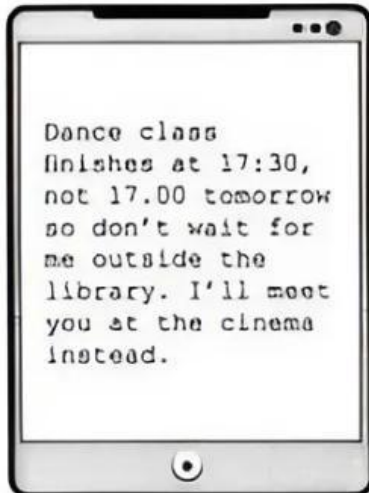 Dance class
finishes at 17:30,
not 17.00 tomorrow
so don't wait for
me outside the
library. I'll meet
you at the cinema
instead.